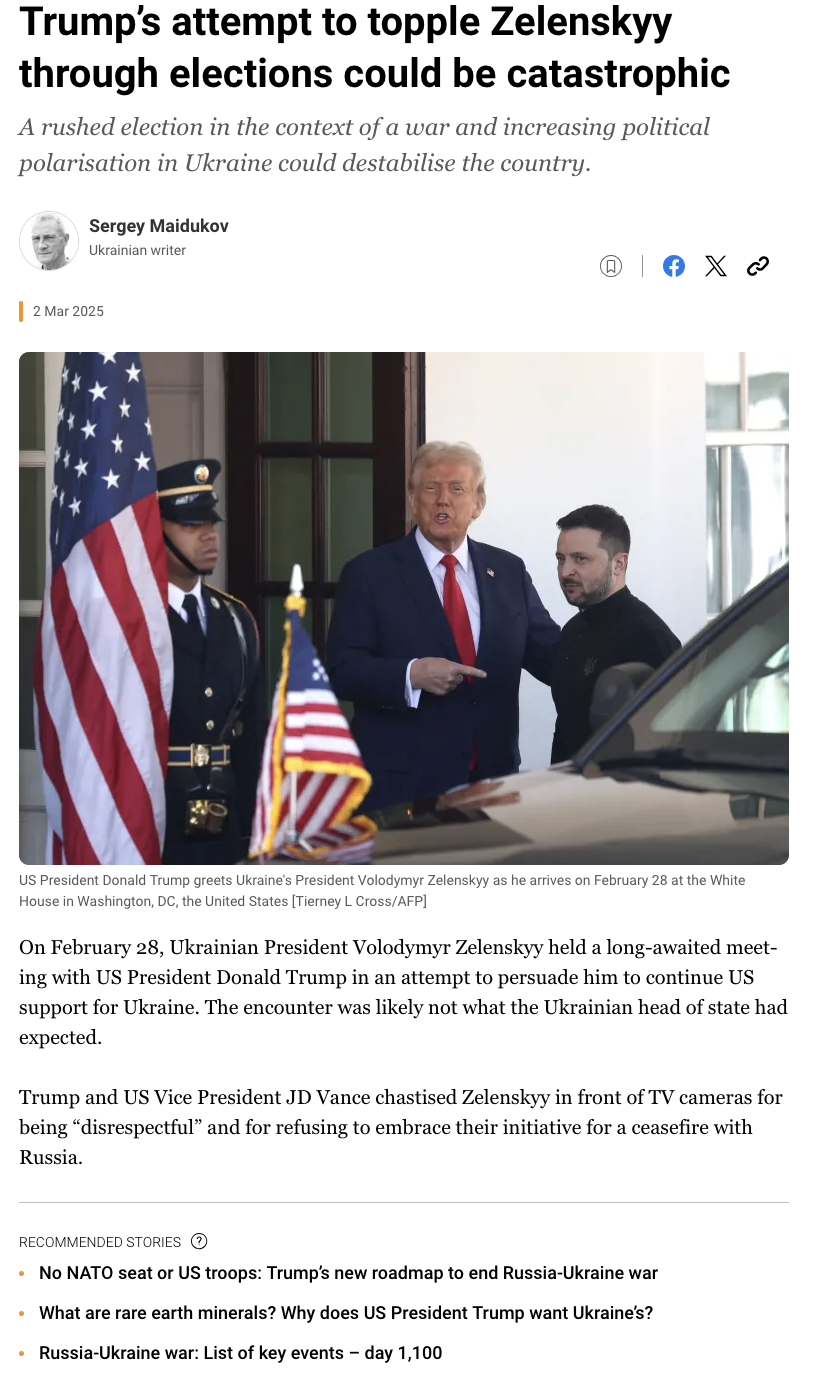 Trump’s attempt to topple Zelenskyy
through elections could be catastrophic
A rushed election in the context of a war and increasing political
polarisation in Ukraine could destabilise the country.
Sergey Maidukov
Ukrainian writer
2 Mar 2025
US President Donald Trump greets Ukraine's President Volodymyr Zelenskyy as he arrives on February 28 at the White
House in Washington, DC, the United States [Tierney L Cross/AFP]
On February 28, Ukrainian President Volodymyr Zelenskyy held a long-awaited meet-
ing with US President Donald Trump in an attempt to persuade him to continue US
support for Ukraine. The encounter was likely not what the Ukrainian head of state had
expected.
Trump and US Vice President JD Vance chastised Zelenskyy in front of TV cameras for
being “disrespectful” and for refusing to embrace their initiative for a ceasefire with
Russia.
RECOMMENDED STORIES ?
• No NATO seat or US troops: Trump’s new roadmap to end Russia-Ukraine war
• What are rare earth minerals? Why does US President Trump want Ukraine’s?
• Russia-Ukraine war: List of key events – day 1,100